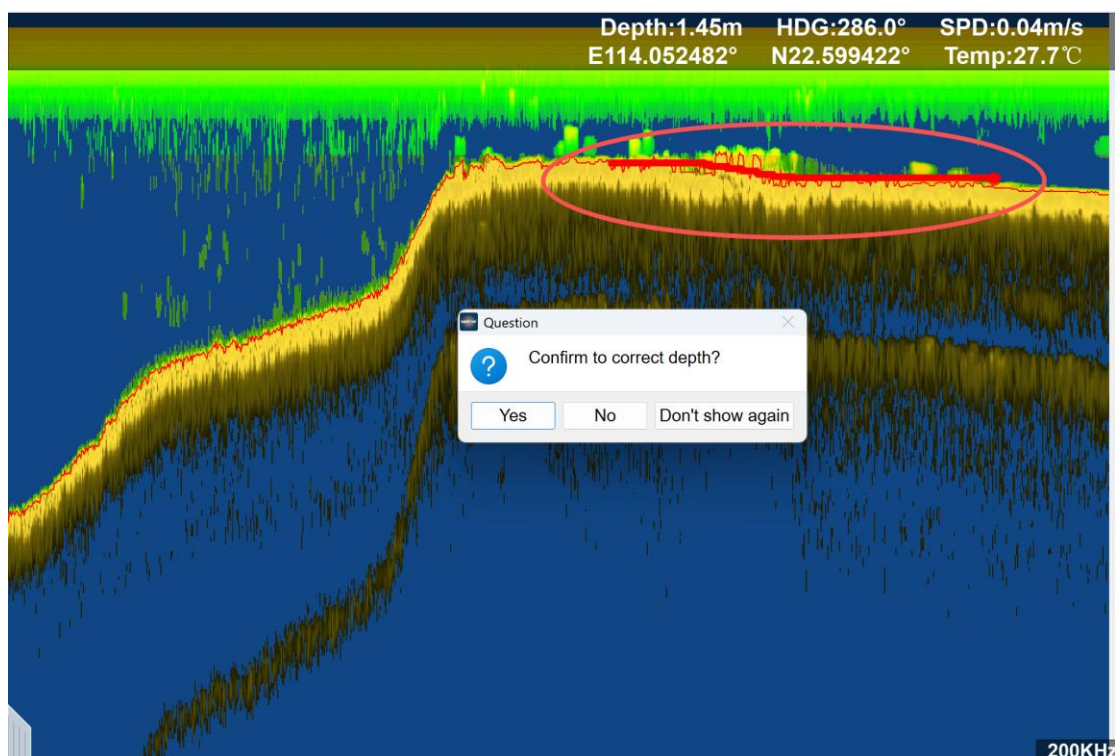 Depth:1.45m HDG:286.0° SPD:0.04m/s
E114.052482° N22.599422° Temp:27.7℃
Question
Confirm to correct depth?
Yes No Don't show again
200KHz